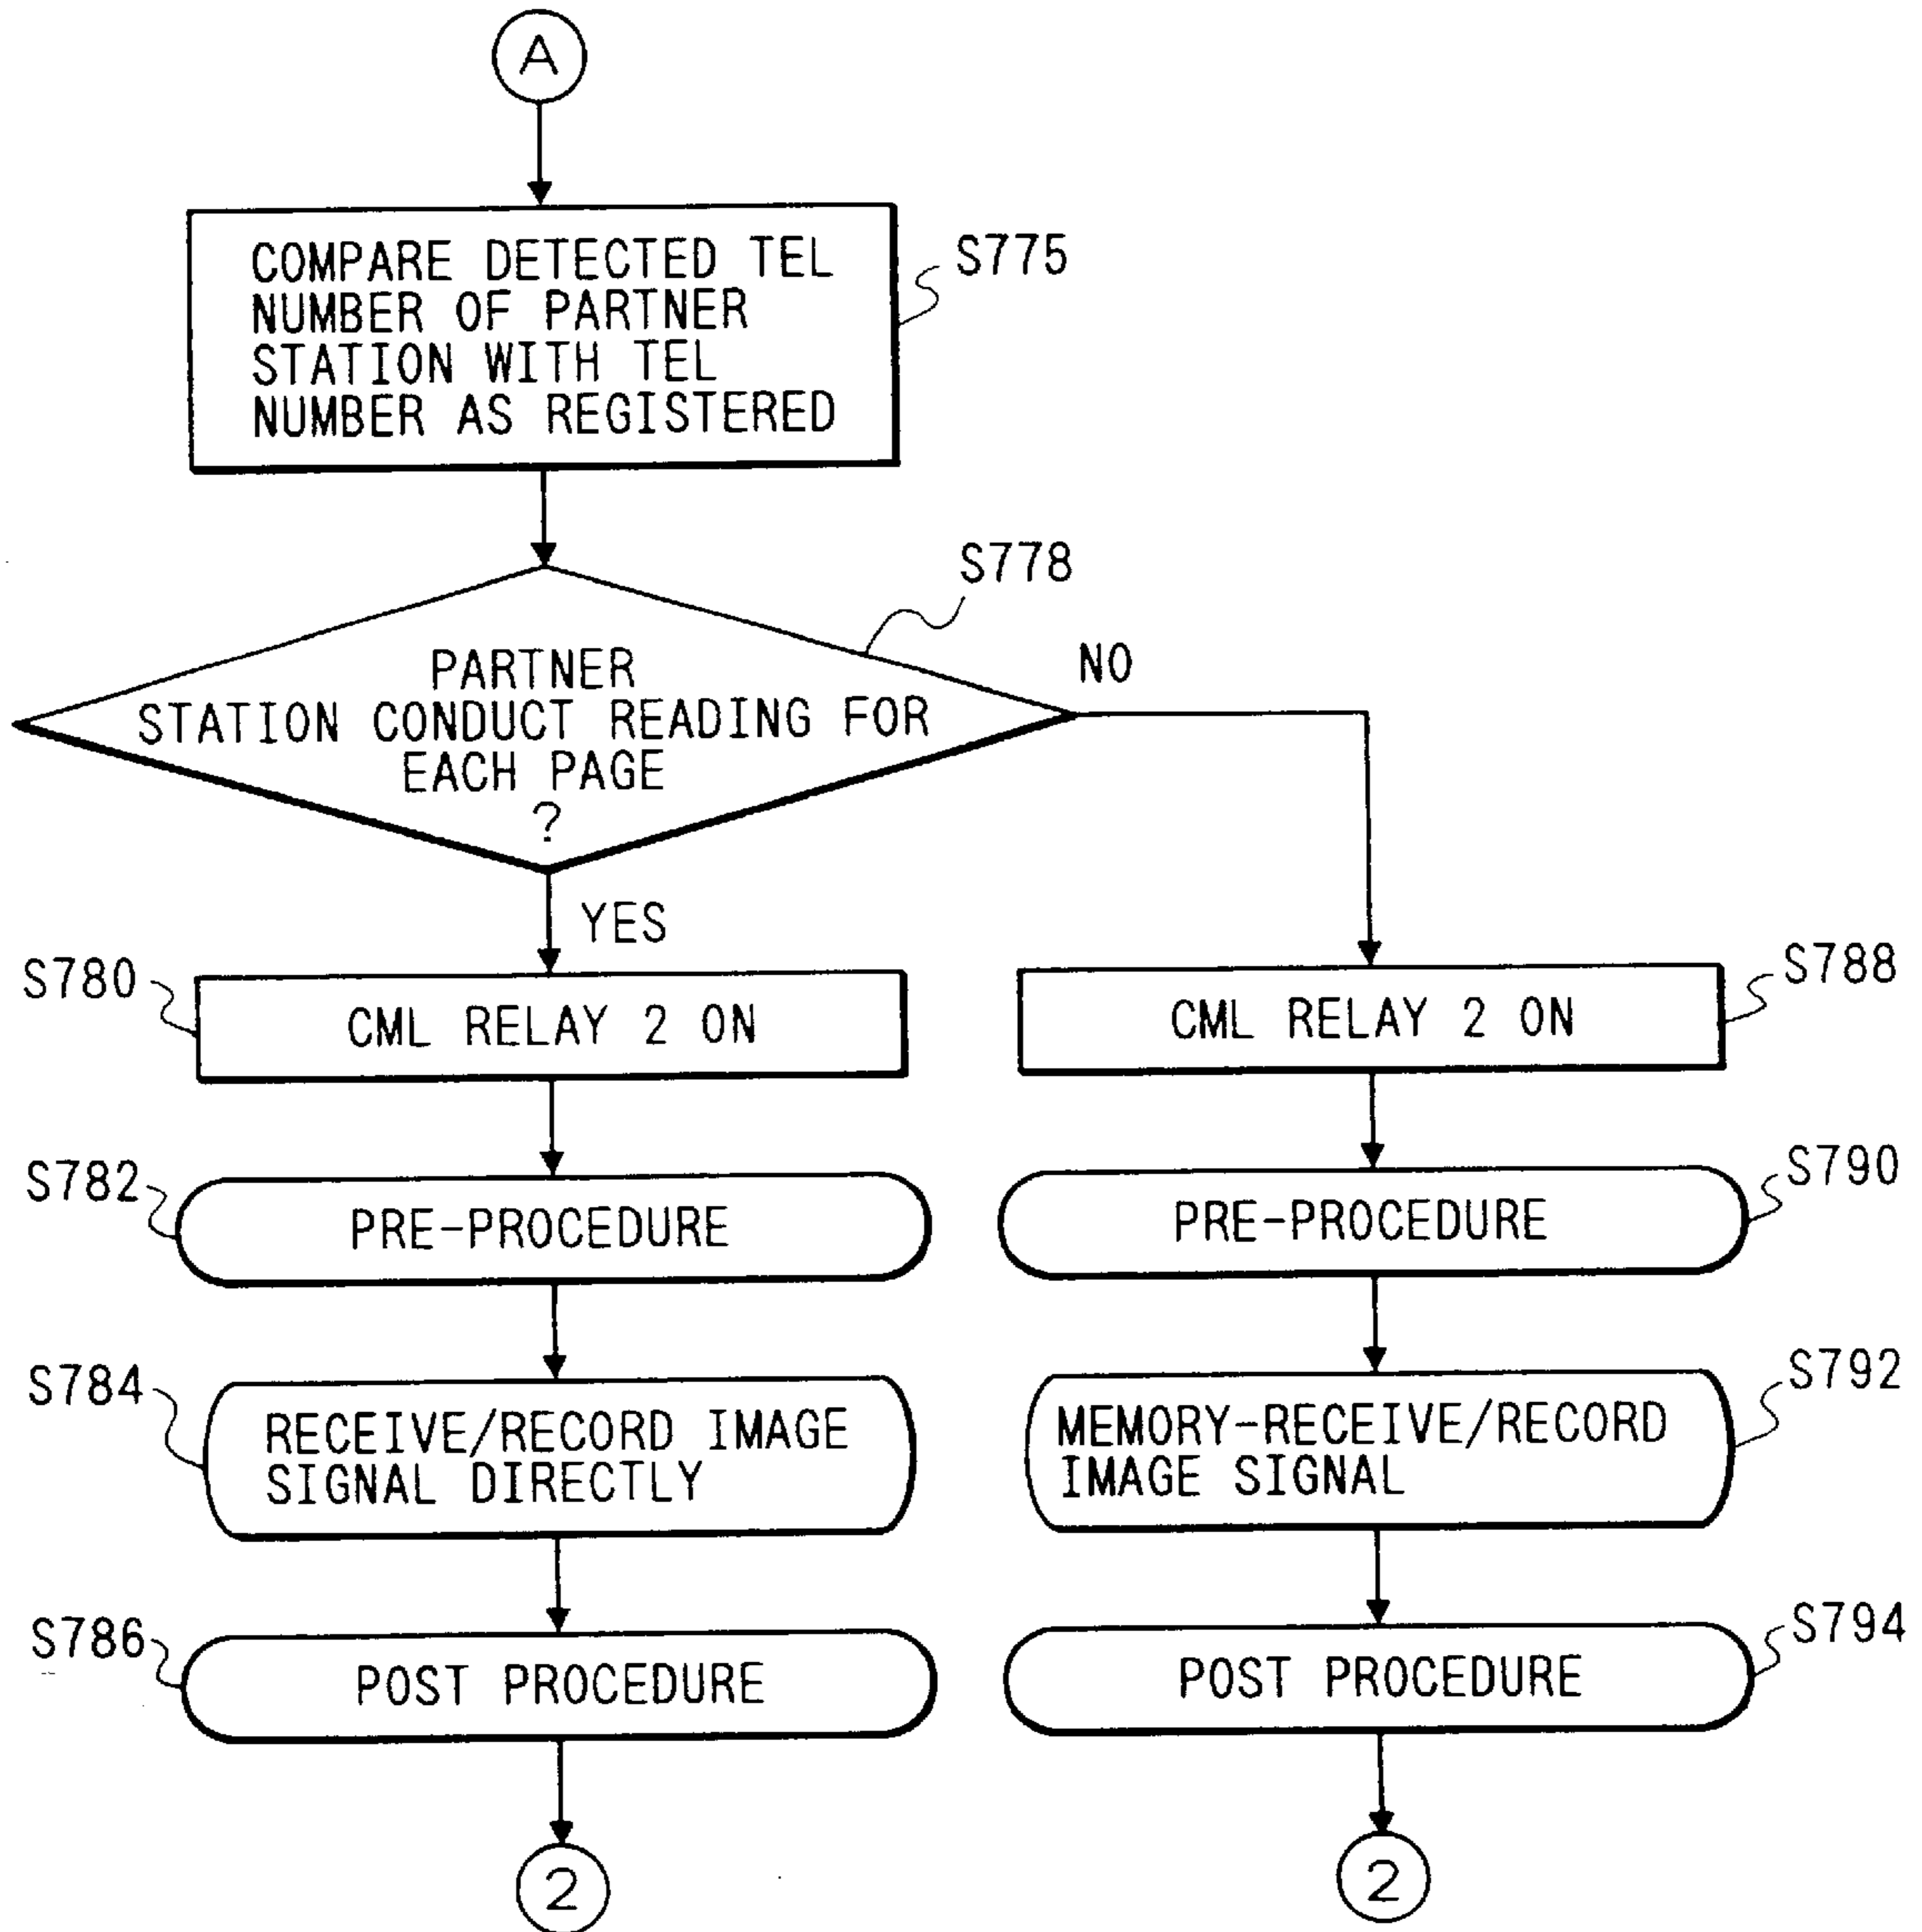 A
COMPARE DETECTED TEL
NUMBER OF PARTNER
STATION WITH TEL
NUMBER AS REGISTERED
S775
S778
PARTNER
STATION CONDUCT READING FOR
EACH PAGE
?
NO
YES
S780
CML RELAY 2 ON
S782
PRE-PROCEDURE
S784
RECEIVE/RECORD IMAGE
SIGNAL DIRECTLY
S786
POST PROCEDURE
2
S788
CML RELAY 2 ON
S790
PRE-PROCEDURE
S792
MEMORY-RECEIVE/RECORD
IMAGE SIGNAL
S794
POST PROCEDURE
2